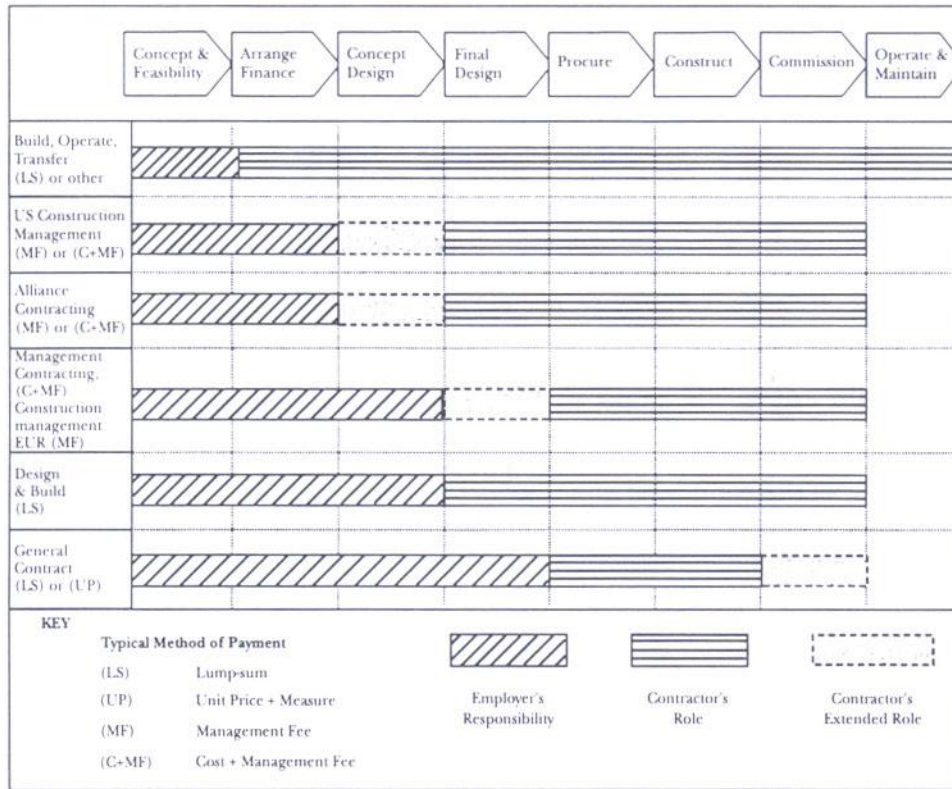 Concept &
Feasibility
Arrange
Finance
Concept
Design
Final
Design
Procure
Construct
Commission
Operate &
Maintain
Build, Operate,
Transfer
(LS) or other
US Construction
Management
(MF) or (C+MF)
Alliance
Contracting
(MF) or (C+MF)
Management
Contracting,
(C+MF)
Construction
management
EUR (MF)
Design
& Build
(LS)
General
Contract
(LS) or (UP)
KEY
Typical Method of Payment
(LS) Lump-sum
(UP) Unit Price + Measure
(MF) Management Fee
(C+MF) Cost + Management Fee
Employer's
Responsibility
Contractor's
Role
Contractor's
Extended Role